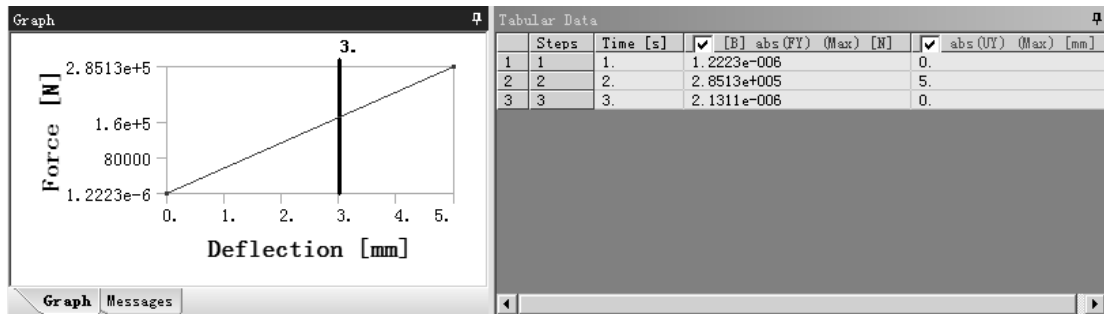 Graph
3.
2.8513e+5
1.6e+5
80000
1.2223e-6
Force [N]
0. 1. 2. 3. 4. 5.
Deflection [mm]
Graph Messages
Tabular Data
Steps Time [s] [B] abs(FY) (Max) [N] abs(UY) (Max) [mm]
1 1 1. 1.2223e-006 0.
2 2 2. 2.8513e+005 5.
3 3 3. 2.1311e-006 0.